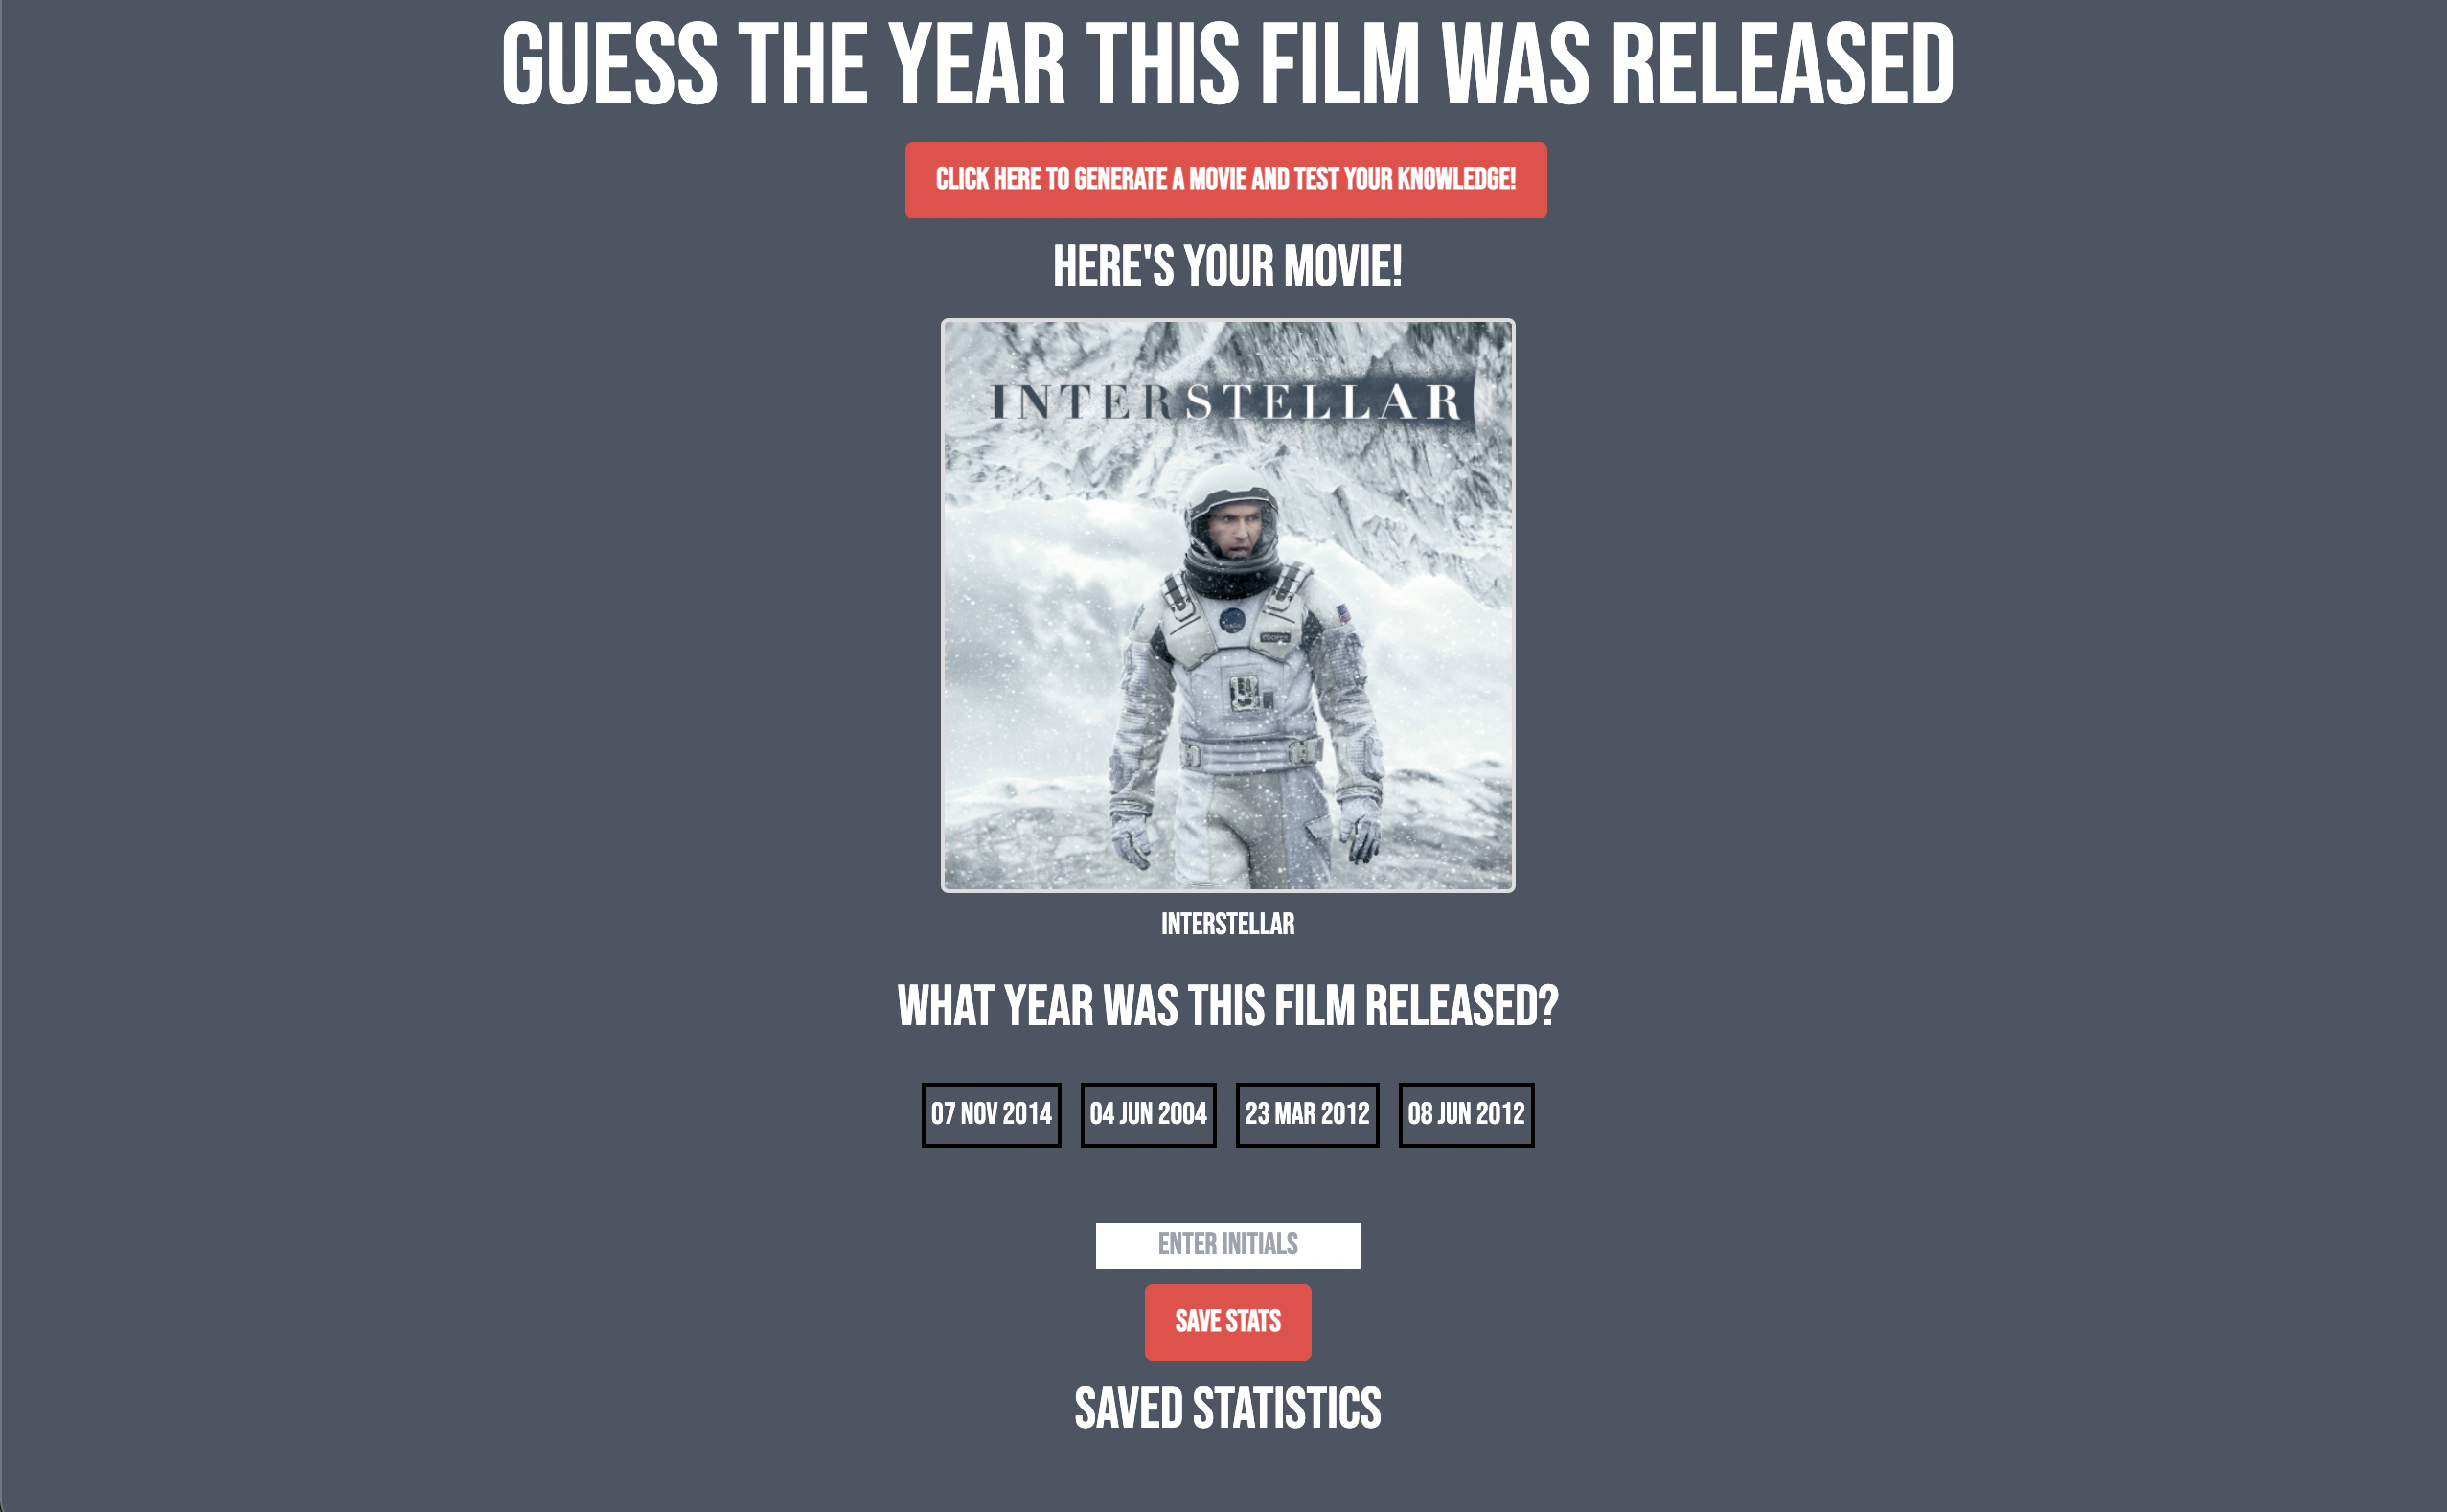 GUESS THE YEAR THIS FILM WAS RELEASED
CLICK HERE TO GENERATE A MOVIE AND TEST YOUR KNOWLEDGE!
HERE'S YOUR MOVIE!
INTERSTELLAR
NASA
COOPER
INTERSTELLAR
WHAT YEAR WAS THIS FILM RELEASED?
07 NOV 2014 04 JUN 2004 23 MAR 2012 08 JUN 2012
ENTER INITIALS
SAVE STATS
SAVED STATISTICS